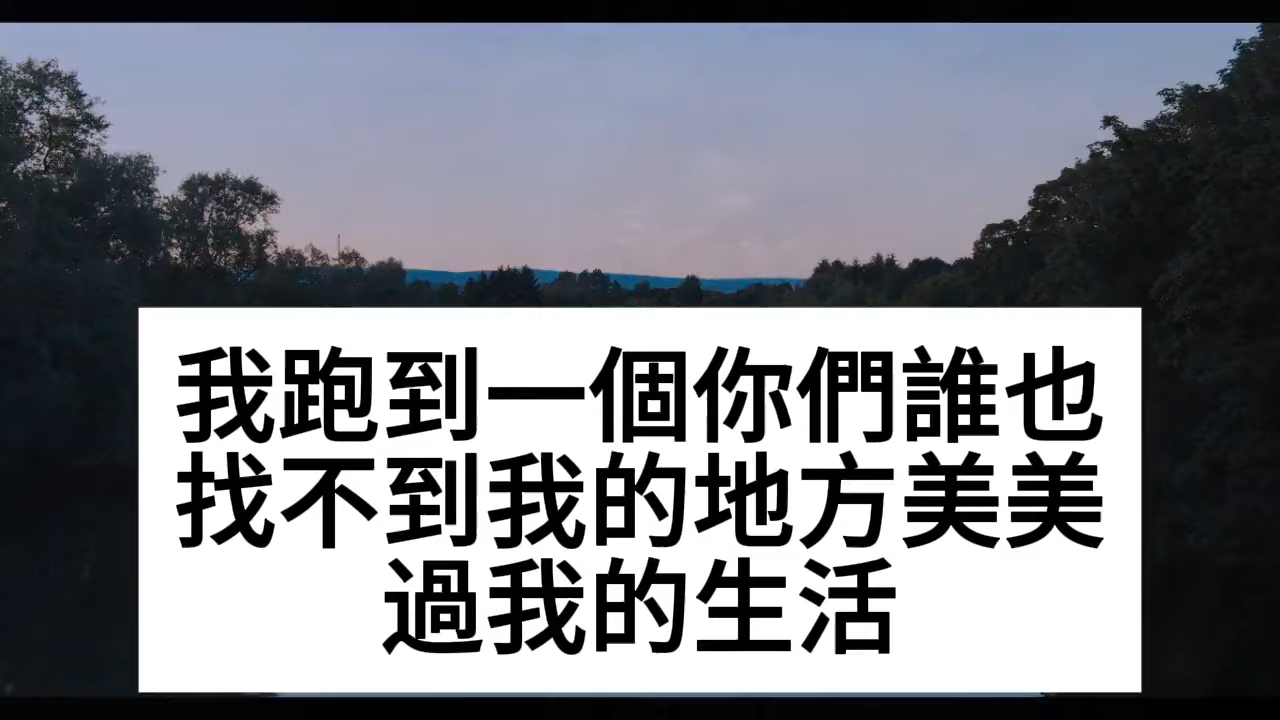 我跑到一個你們誰也
找不到我的地方美美
過我的生活